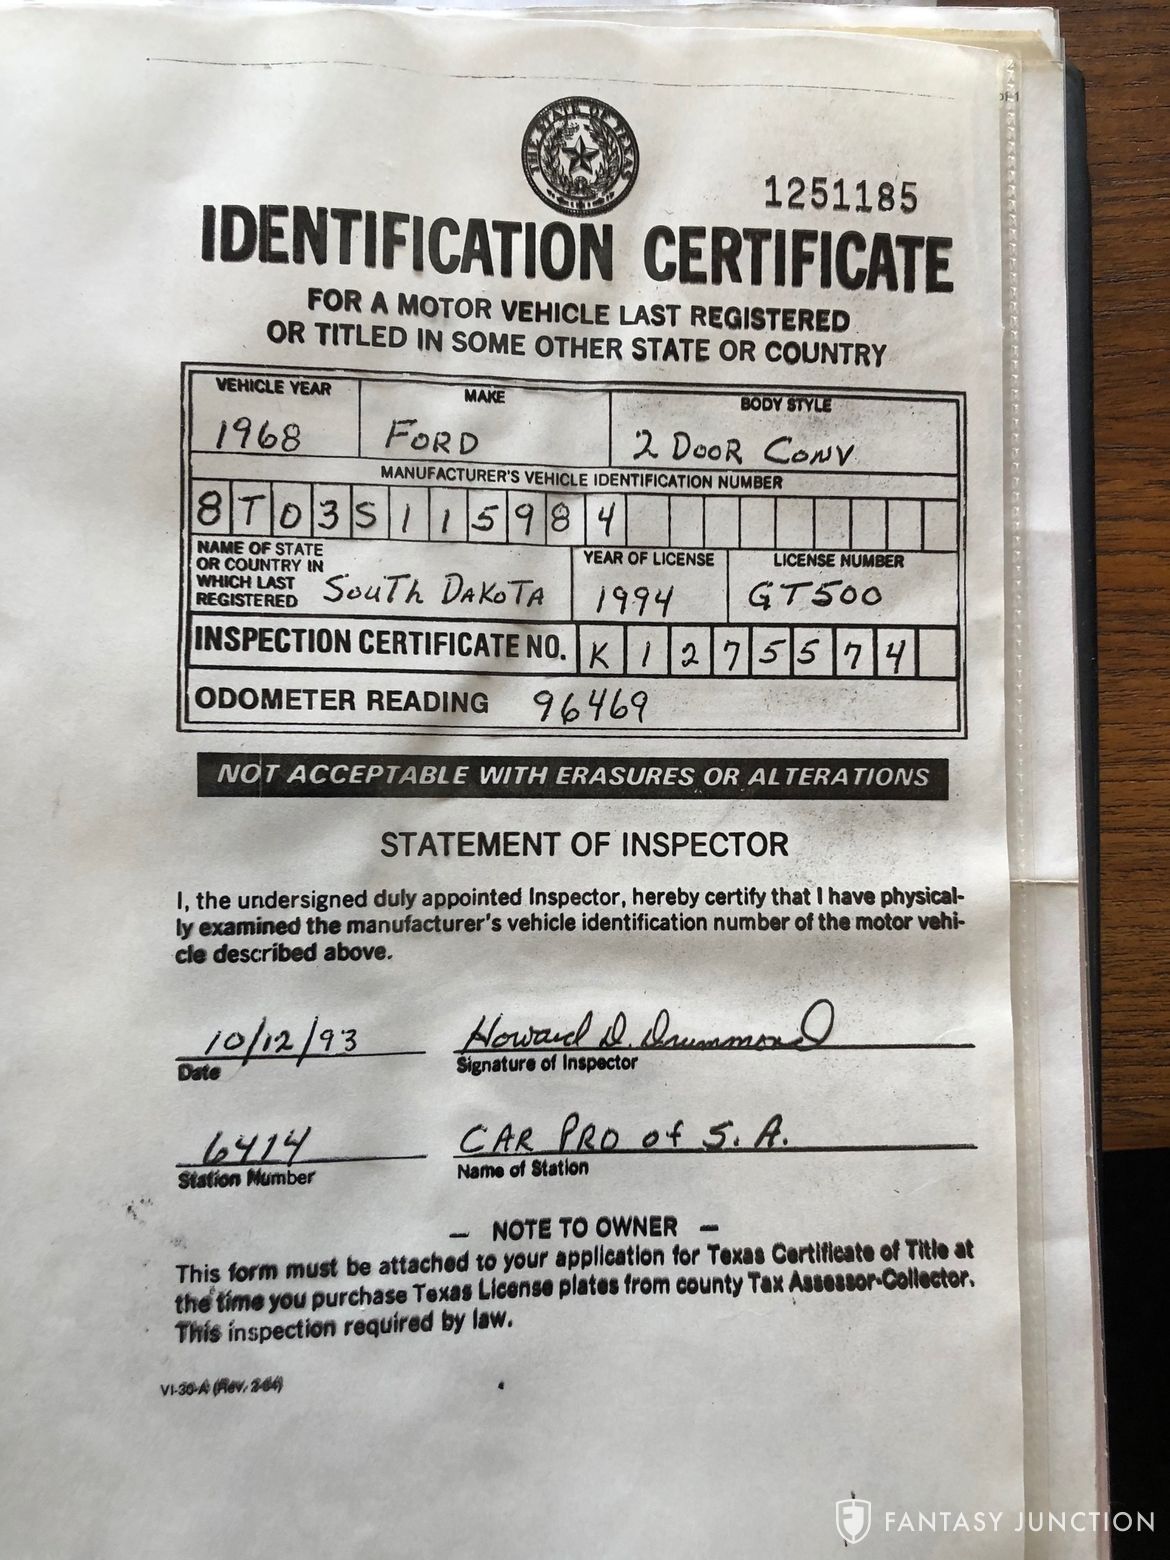 THE STATE OF TEXAS
1251185
IDENTIFICATION CERTIFICATE
FOR A MOTOR VEHICLE LAST REGISTERED
OR TITLED IN SOME OTHER STATE OR COUNTRY
VEHICLE YEAR MAKE BODY STYLE
1968 FORD 2 DOOR CONV
MANUFACTURER'S VEHICLE IDENTIFICATION NUMBER
8T03S115984
NAME OF STATE
OR COUNTRY IN
WHICH LAST
REGISTERED SOUTH DAKOTA
YEAR OF LICENSE
1994
LICENSE NUMBER
GT500
INSPECTION CERTIFICATE NO. K1275574
ODOMETER READING 96469
NOT ACCEPTABLE WITH ERASURES OR ALTERATIONS
STATEMENT OF INSPECTOR
I, the undersigned duly appointed Inspector, hereby certify that I have physical-
ly examined the manufacturer's vehicle identification number of the motor vehi-
cle described above.
10/12/93 Howard D. Drummond
Date Signature of Inspector
6414 CAR PRO of S. A.
Station Number Name of Station
— NOTE TO OWNER —
This form must be attached to your application for Texas Certificate of Title at
the time you purchase Texas License plates from county Tax Assessor-Collector.
This inspection required by law.
VI-30-A (Rev.
FANTASY JUNCTION